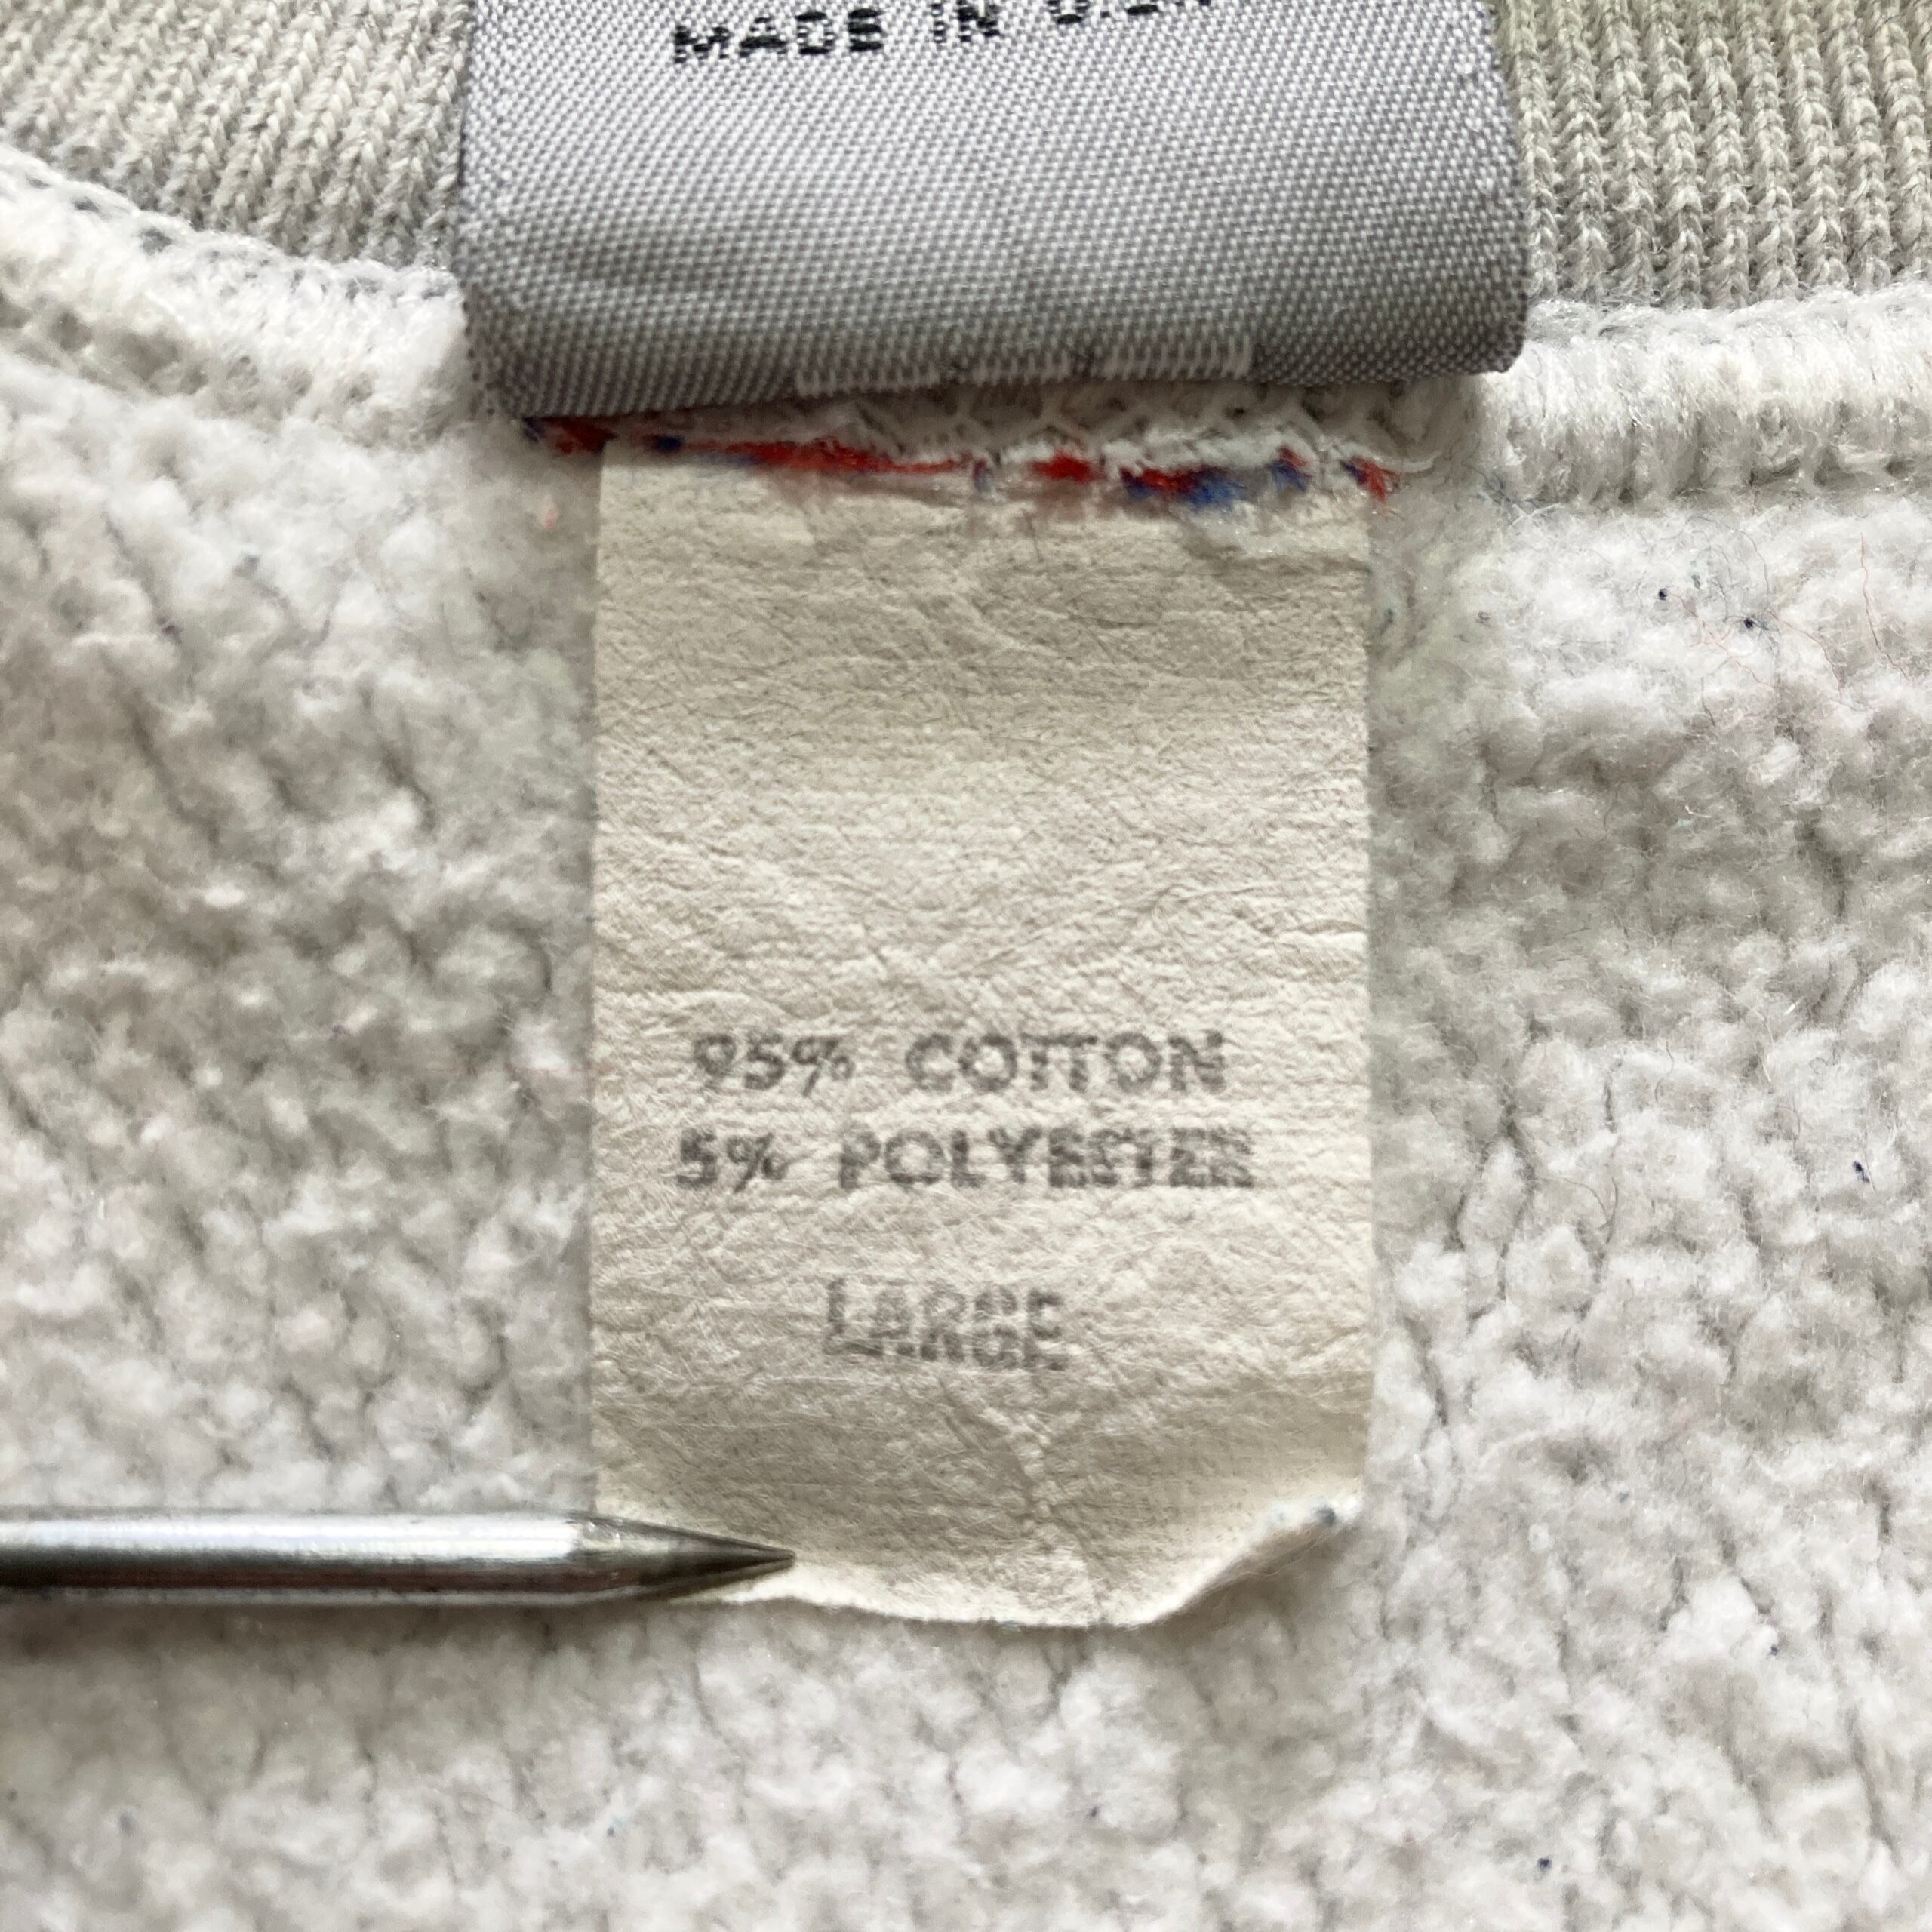 MADE IN U.S.A
95% COTTON
5% POLYESTER
LARGE